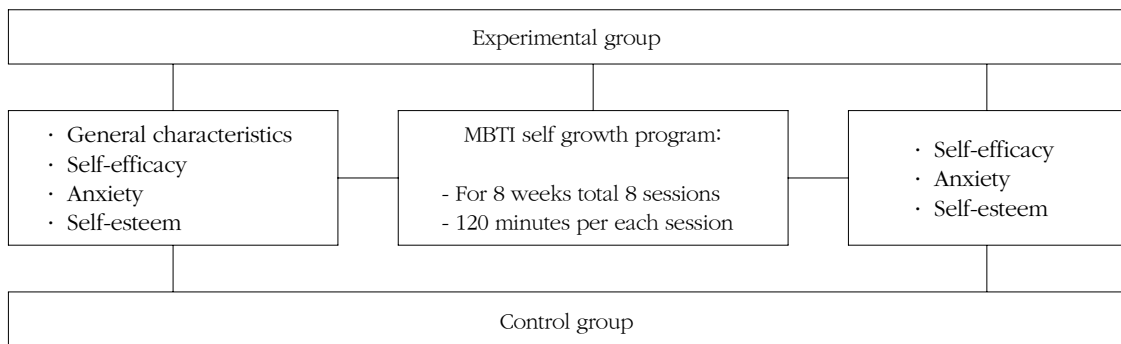 Experimental group
· General characteristics
· Self-efficacy
· Anxiety
· Self-esteem
MBTI self growth program:
- For 8 weeks total 8 sessions
- 120 minutes per each session
· Self-efficacy
· Anxiety
· Self-esteem
Control group